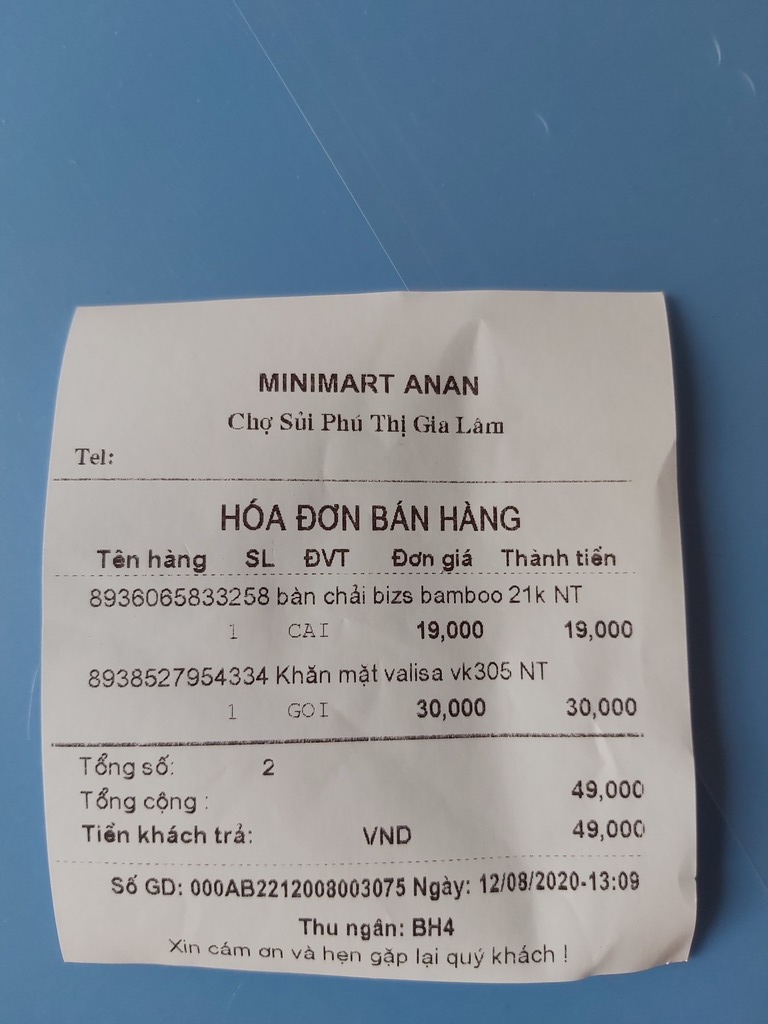 MINIMART ANAN
Chợ Sủi Phú Thị Gia Lâm
Tel:
HÓA ĐƠN BÁN HÀNG
Tên hàng SL ĐVT Đơn giá Thành tiền
8936065833258 bàn chải bizs bamboo 21k NT
1 CAI 19,000 19,000
8938527954334 Khăn mặt valisa vk305 NT
1 GOI 30,000 30,000
Tổng số: 2
Tổng cộng : 49,000
Tiền khách trả: VND 49,000
Số GD: 000AB2212008003075 Ngày: 12/08/2020-13:09
Thu ngân: BH4
Xin cám ơn và hẹn gặp lại quý khách !